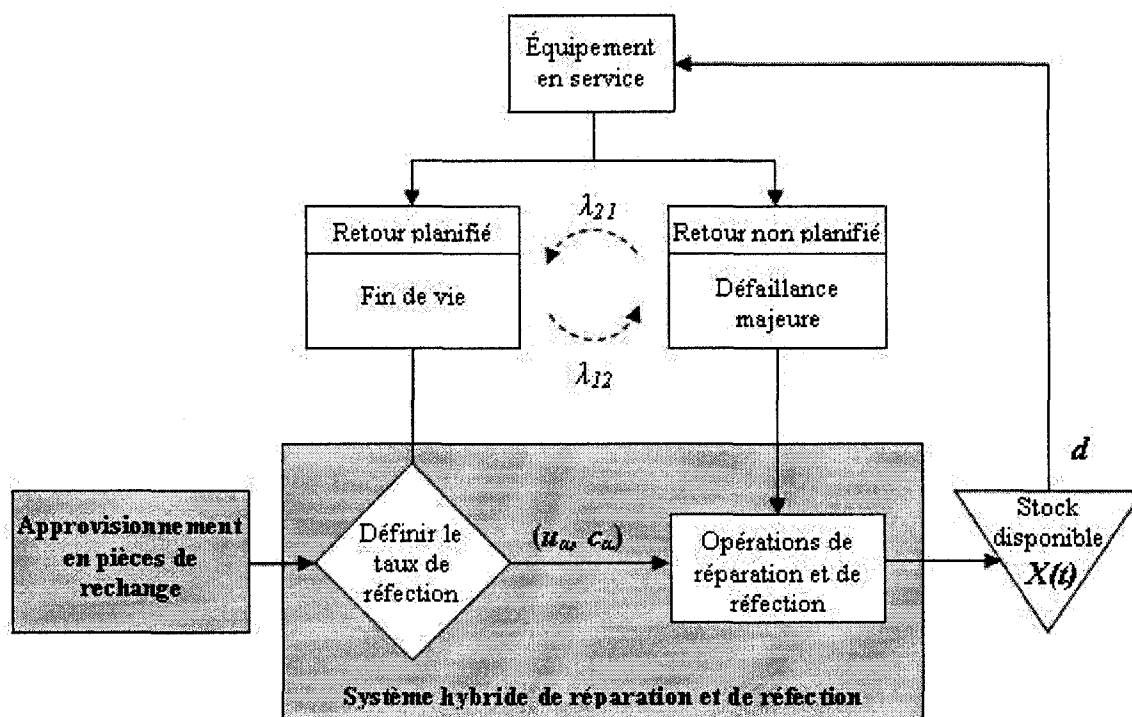 Équipement
en service
λ21
Retour planifié
Fin de vie
Retour non planifié
Défaillance
majeure
λ12
d
Approvisionnement
en pièces de
rechange
Définir le
taux de
réfection
(uα, cα)
Opérations de
réparation et de
réfection
Stock
disponible
X(t)
Système hybride de réparation et de réfection